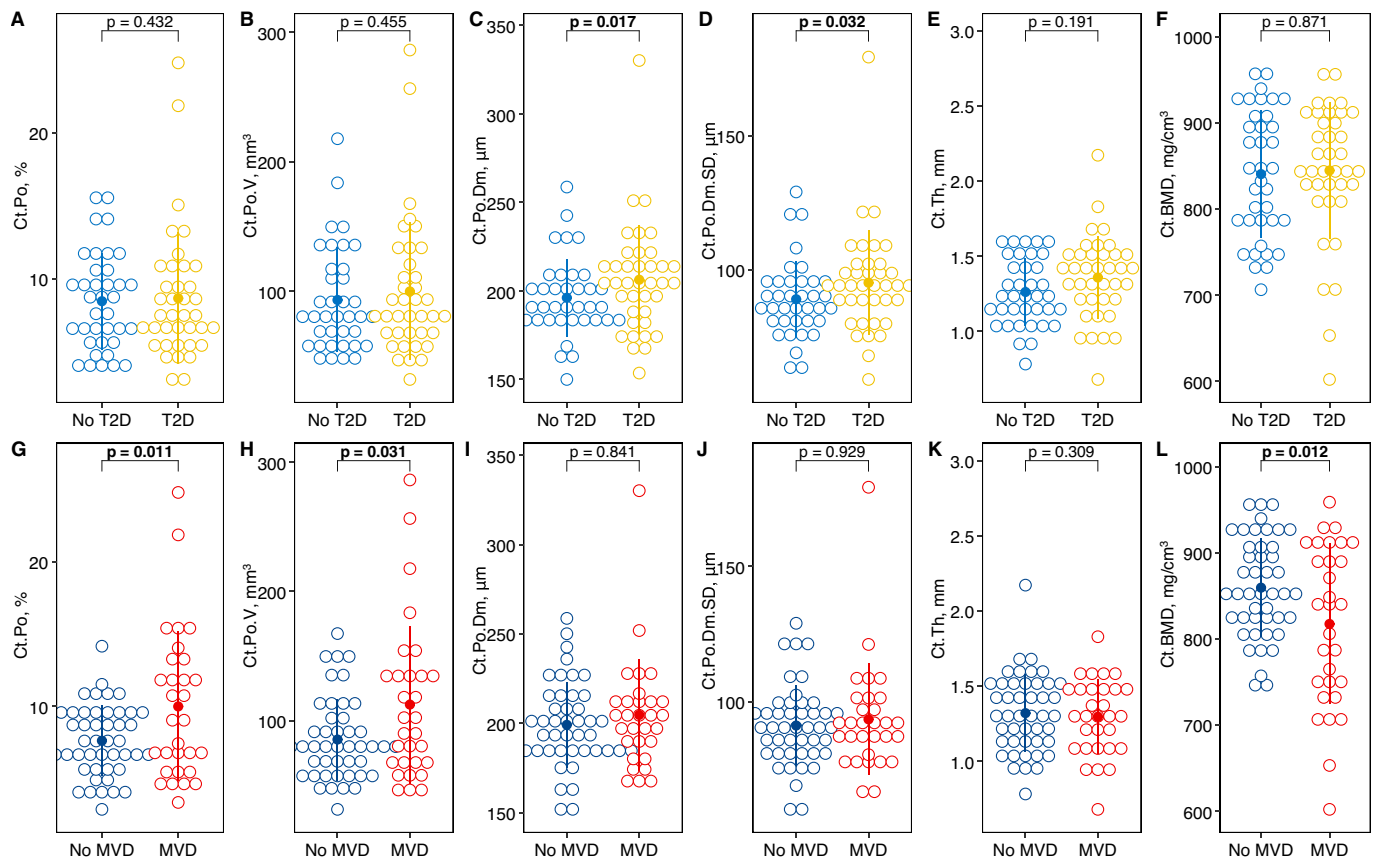 A
p = 0.432
Ct.Po, %
20
10
No T2D
T2D
B
p = 0.455
Ct.Po.V, mm³
300
200
100
No T2D
T2D
C
p = 0.017
Ct.Po.Dm, µm
350
300
250
200
150
No T2D
T2D
D
p = 0.032
Ct.Po.Dm.SD, µm
150
100
No T2D
T2D
E
p = 0.191
Ct.Th, mm
3.0
2.5
2.0
1.5
1.0
No T2D
T2D
F
p = 0.871
Ct.BMD, mg/cm³
1000
900
800
700
600
No T2D
T2D
G
p = 0.011
Ct.Po, %
20
10
No MVD
MVD
H
p = 0.031
Ct.Po.V, mm³
300
200
100
No MVD
MVD
I
p = 0.841
Ct.Po.Dm, µm
350
300
250
200
150
No MVD
MVD
J
p = 0.929
Ct.Po.Dm.SD, µm
150
100
No MVD
MVD
K
p = 0.309
Ct.Th, mm
3.0
2.5
2.0
1.5
1.0
No MVD
MVD
L
p = 0.012
Ct.BMD, mg/cm³
1000
900
800
700
600
No MVD
MVD